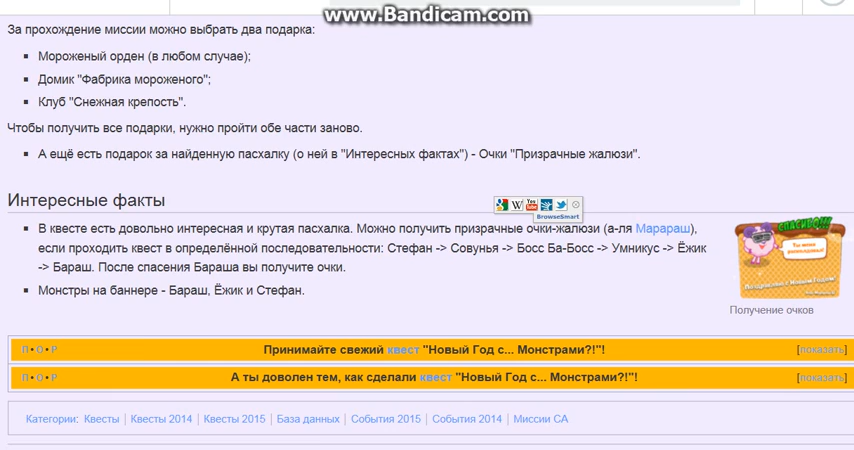 www.Bandicam.com
За прохождение миссии можно выбрать два подарка:
Мороженый орден (в любом случае);
Домик "Фабрика мороженого";
Клуб "Снежная крепость".
Чтобы получить все подарки, нужно пройти обе части заново.
А ещё есть подарок за найденную пасхалку (о ней в "Интересных фактах") - Очки "Призрачные жалюзи".
Интересные факты
W You Tube
BrowseSmart
В квесте есть довольно интересная и крутая пасхалка. Можно получить призрачные очки-жалюзи (а-ля Марараш),
если проходить квест в определённой последовательности: Стефан -> Совунья -> Босс Ба-Босс -> Умникус -> Ёжик
-> Бараш. После спасения Бараша вы получите очки.
Монстры на баннере - Бараш, Ёжик и Стефан.
СПАСИБО!!!
Получение очков
П • О • Р Принимайте свежий квест "Новый Год с... Монстрами?!"! [показать]
П • О • Р А ты доволен тем, как сделали квест "Новый Год с... Монстрами?!"! [показать]
Категории: Квесты | Квесты 2014 | Квесты 2015 | База данных | События 2015 | События 2014 | Миссии СА